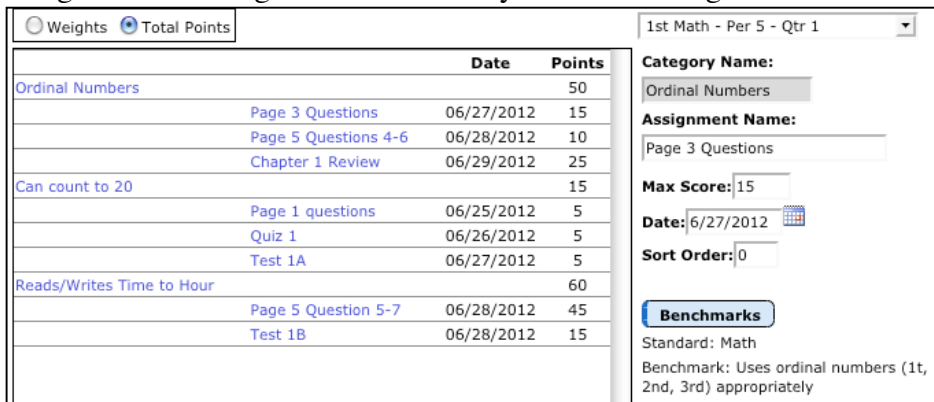 Weights Total Points
Date Points
Ordinal Numbers 50
Page 3 Questions 06/27/2012 15
Page 5 Questions 4-6 06/28/2012 10
Chapter 1 Review 06/29/2012 25
Can count to 20 15
Page 1 questions 06/25/2012 5
Quiz 1 06/26/2012 5
Test 1A 06/27/2012 5
Reads/Writes Time to Hour 60
Page 5 Question 5-7 06/28/2012 45
Test 1B 06/28/2012 15
1st Math - Per 5 - Qtr 1
Category Name:
Ordinal Numbers
Assignment Name:
Page 3 Questions
Max Score: 15
Date: 6/27/2012
Sort Order: 0
Benchmarks
Standard: Math
Benchmark: Uses ordinal numbers (1t,
2nd, 3rd) appropriately